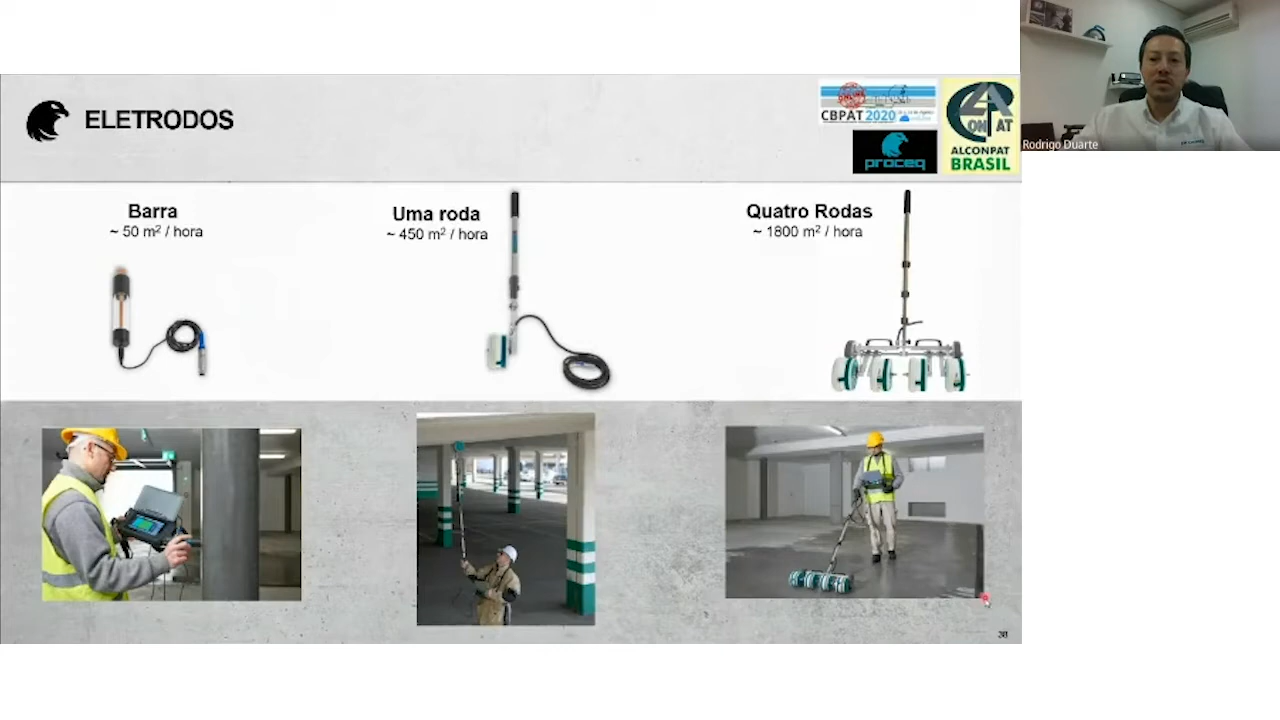 ELETRODOS
CBPAT 2020
proceq
ALCONPAT
BRASIL
Rodrigo Duarte
Barra
~ 50 m² / hora
Uma roda
~ 450 m² / hora
Quatro Rodas
~ 1800 m² / hora